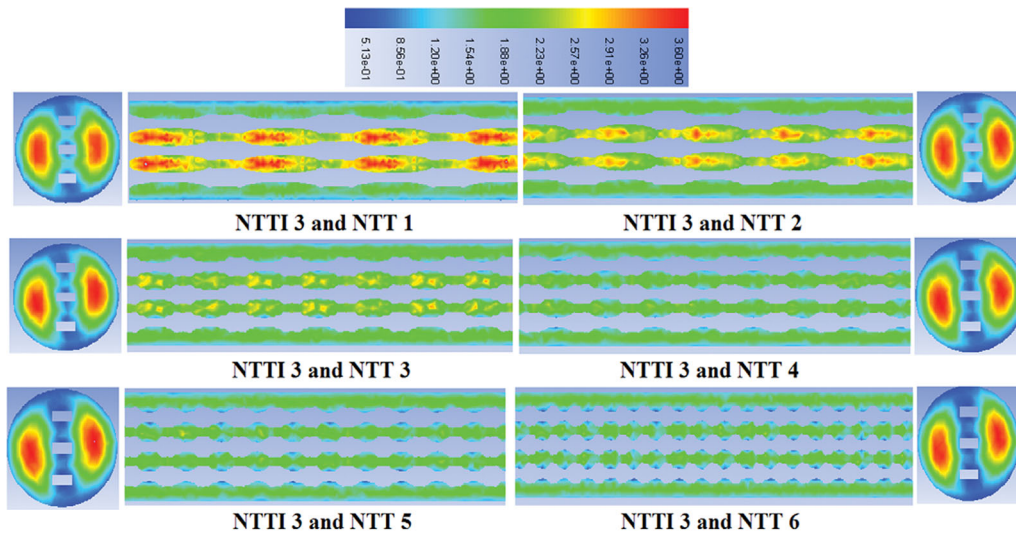 5.13e-01 8.56e-01 1.20e+00 1.54e+00 1.88e+00 2.23e+00 2.57e+00 2.91e+00 3.26e+00 3.60e+00
NTTI 3 and NTT 1
NTTI 3 and NTT 2
NTTI 3 and NTT 3
NTTI 3 and NTT 4
NTTI 3 and NTT 5
NTTI 3 and NTT 6